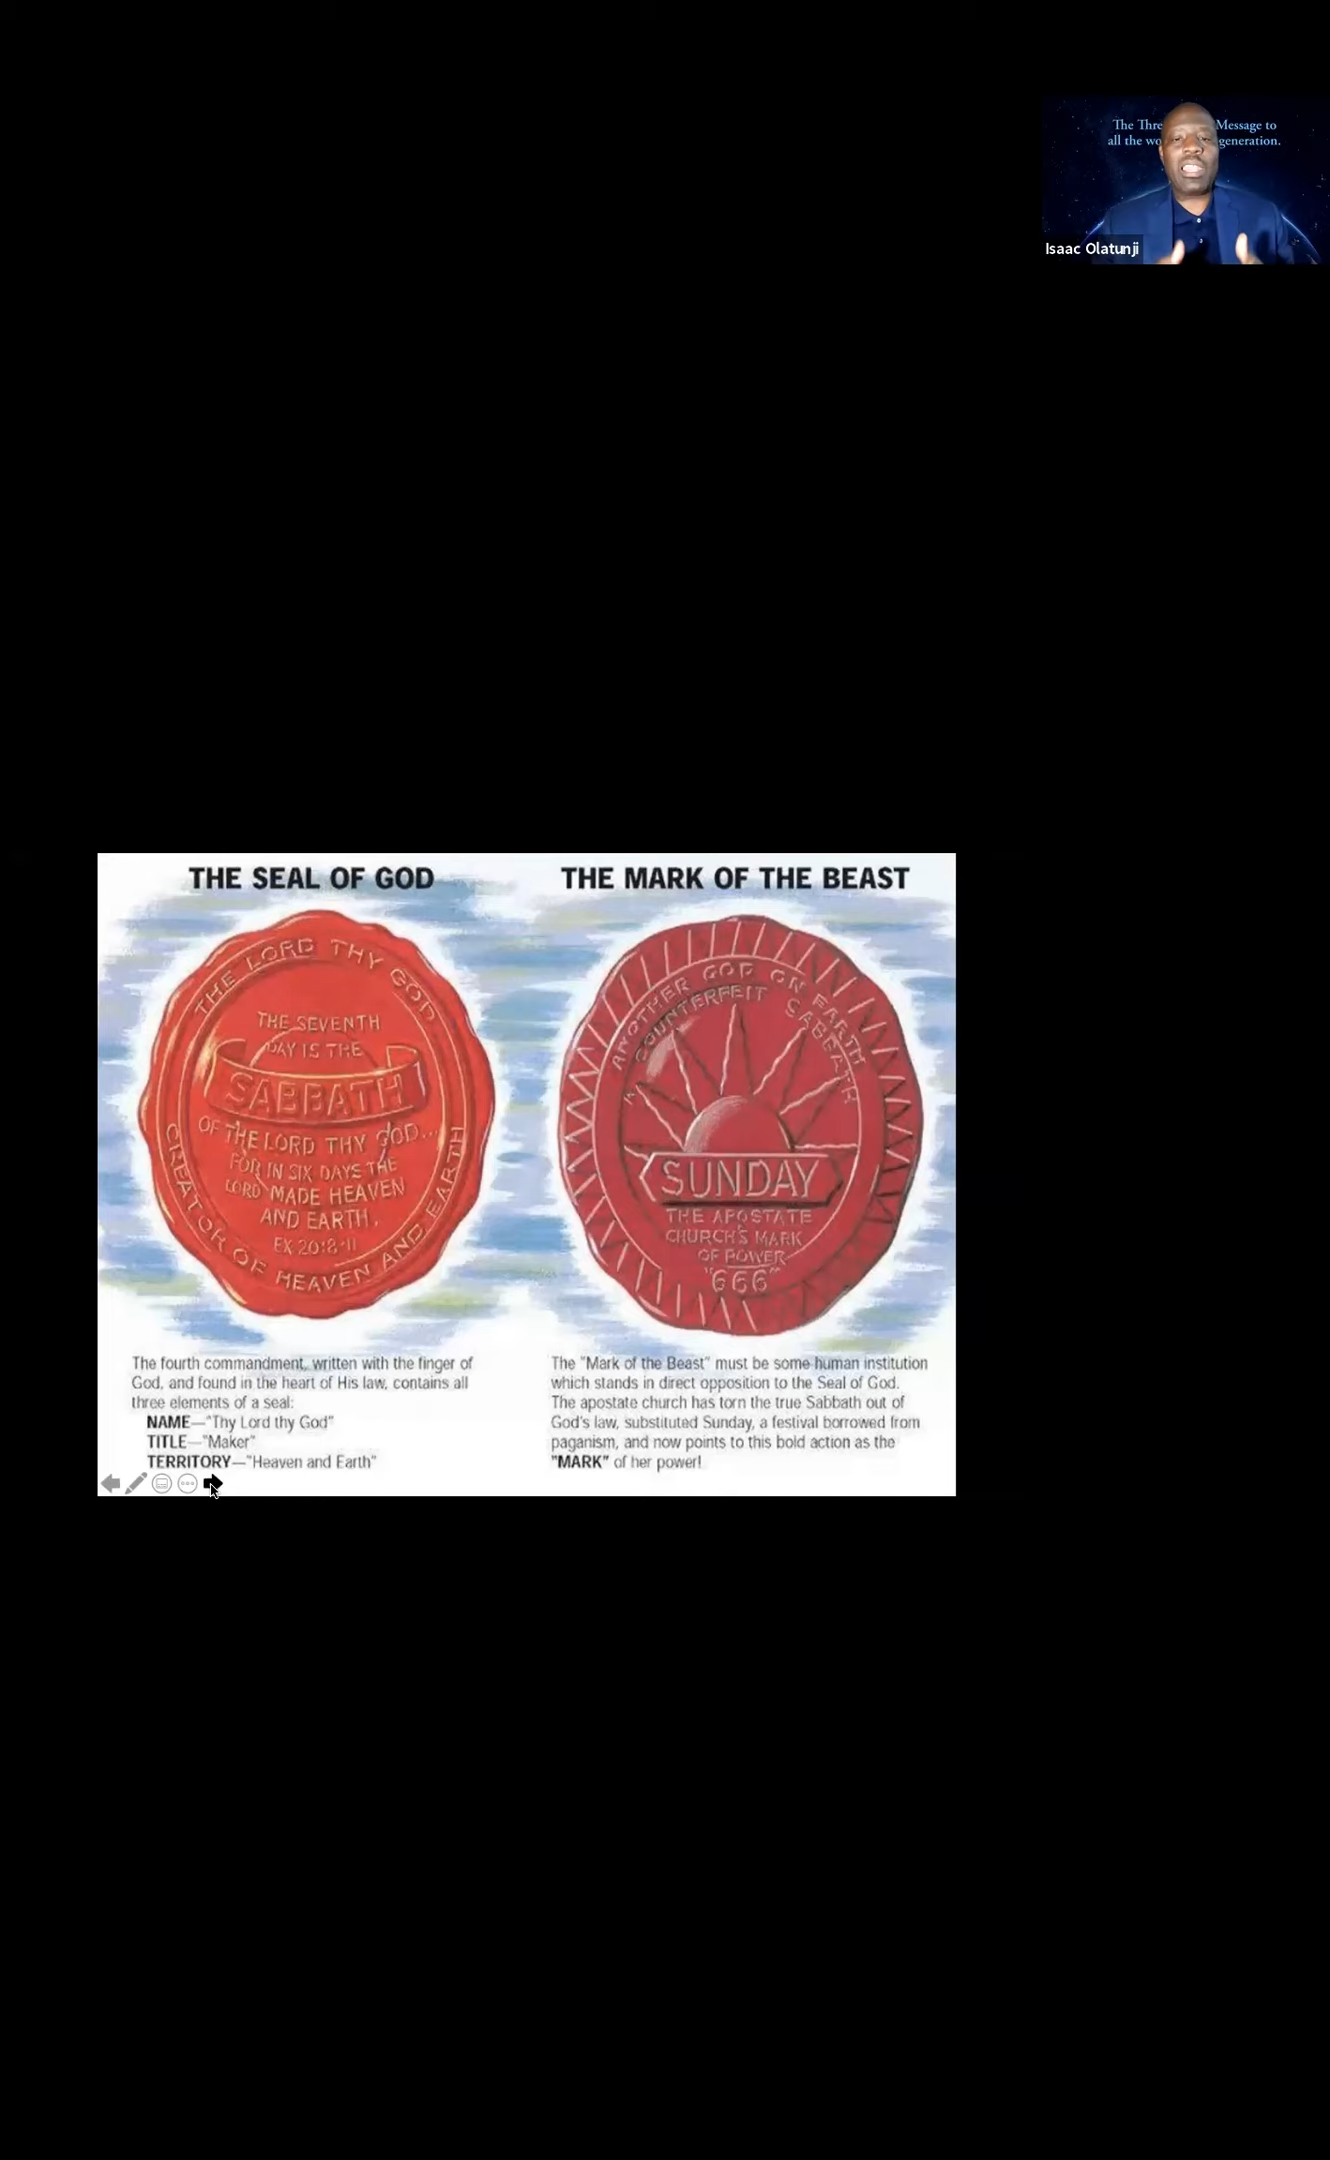 The Thre Message to
all the wo generation.
Isaac Olatunji
THE SEAL OF GOD
THE LORD THY GOD
THE SEVENTH
DAY IS THE
SABBATH
OF THE LORD THY GOD...
FOR IN SIX DAYS THE
LORD MADE HEAVEN
AND EARTH.
EX 20:8-11
CREATOR OF HEAVEN AND EARTH
The fourth commandment, written with the finger of
God, and found in the heart of His law, contains all
three elements of a seal:
NAME—"Thy Lord thy God"
TITLE—"Maker"
TERRITORY—"Heaven and Earth"
THE MARK OF THE BEAST
ANOTHER GOD ON EARTH
A COUNTERFEIT SABBATH
SUNDAY
THE APOSTATE
CHURCH'S MARK
OF POWER
"666"
The "Mark of the Beast" must be some human institution
which stands in direct opposition to the Seal of God.
The apostate church has torn the true Sabbath out of
God's law, substituted Sunday, a festival borrowed from
paganism, and now points to this bold action as the
"MARK" of her power!